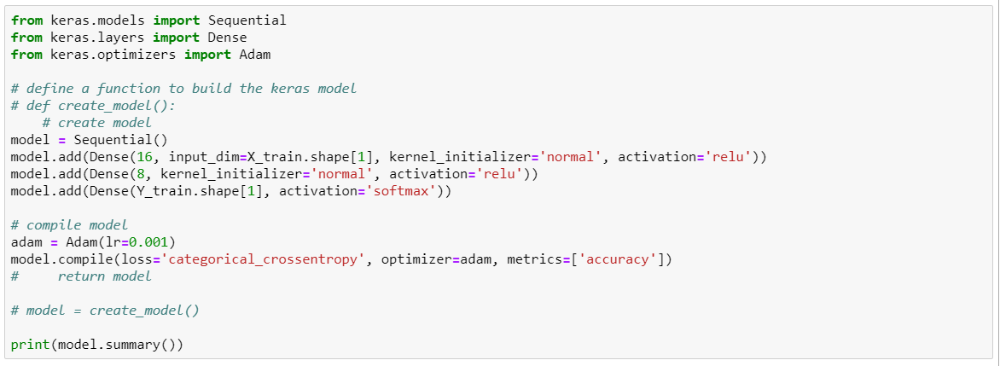 from keras.models import Sequential
from keras.layers import Dense
from keras.optimizers import Adam

# define a function to build the keras model
# def create_model():
    # create model
model = Sequential()
model.add(Dense(16, input_dim=X_train.shape[1], kernel_initializer='normal', activation='relu'))
model.add(Dense(8, kernel_initializer='normal', activation='relu'))
model.add(Dense(Y_train.shape[1], activation='softmax'))

# compile model
adam = Adam(lr=0.001)
model.compile(loss='categorical_crossentropy', optimizer=adam, metrics=['accuracy'])
#     return model

# model = create_model()

print(model.summary())